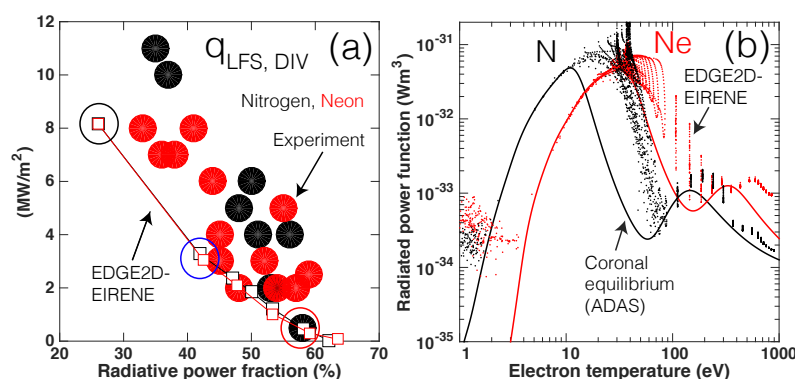 q LFS, DIV
(a)
Nitrogen, Neon
Experiment
EDGE2D-
EIRENE
(MW/m²)
12
10
8
6
4
2
0
20 30 40 50 60 70
Radiative power fraction (%)
N
Ne
(b)
EDGE2D-
EIRENE
Coronal
equilibrium
(ADAS)
Radiated power function (Wm³)
10⁻³¹
10⁻³²
10⁻³³
10⁻³⁴
10⁻³⁵
1 10 100 1000
Electron temperature (eV)